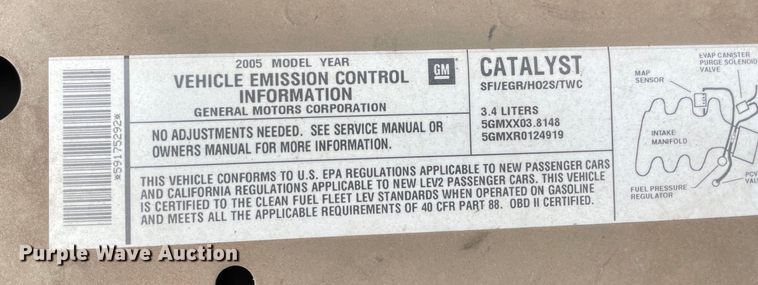 *59175292*
2005 MODEL YEAR
VEHICLE EMISSION CONTROL
INFORMATION
GENERAL MOTORS CORPORATION
GM
NO ADJUSTMENTS NEEDED. SEE SERVICE MANUAL OR
OWNERS MANUAL FOR MORE INFORMATION.
CATALYST
SFI/EGR/HO2S/TWC
3.4 LITERS
5GMXX03.8148
5GMXR0124919
THIS VEHICLE CONFORMS TO U.S. EPA REGULATIONS APPLICABLE TO NEW PASSENGER CARS
AND CALIFORNIA REGULATIONS APPLICABLE TO NEW LEV2 PASSENGER CARS. THIS VEHICLE
IS CERTIFIED TO THE CLEAN FUEL FLEET LEV STANDARDS WHEN OPERATED ON GASOLINE
AND MEETS ALL THE APPLICABLE REQUIREMENTS OF 40 CFR PART 88. OBD II CERTIFIED.
EVAP CANISTER
PURGE SOLENOID
VALVE
MAP
SENSOR
INTAKE
MANIFOLD
FUEL PRESSURE
REGULATOR
PCV
Purple Wave Auction